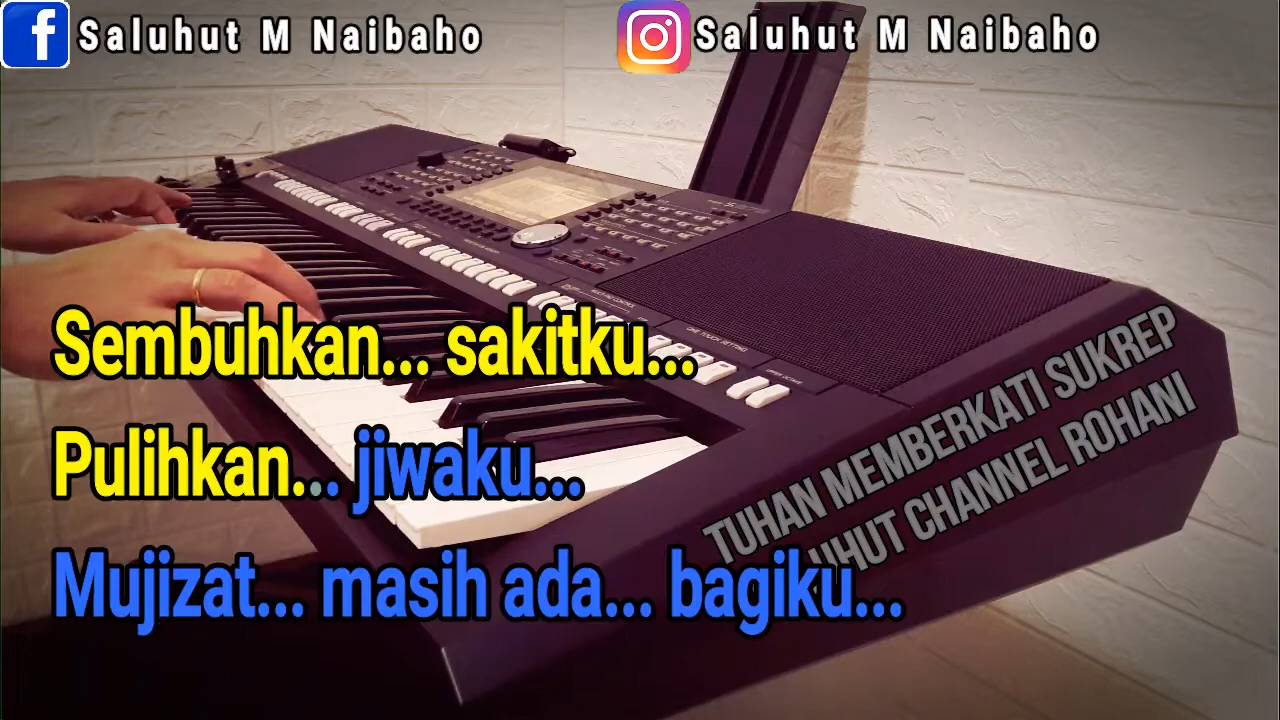 Saluhut M Naibaho
Saluhut M Naibaho
Sembuhkan... sakitku...
Pulihkan... jiwaku...
Mujizat... masih ada... bagiku...
TUHAN MEMBERKATI SUKREP
CHANNEL ROHANI